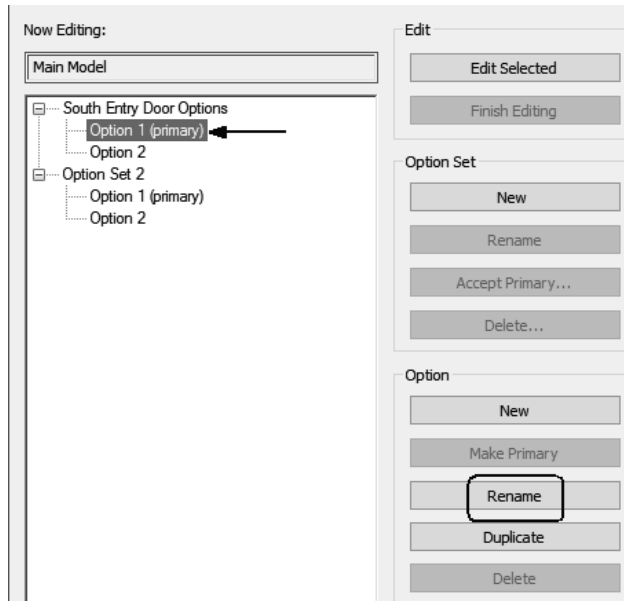 Now Editing:
Main Model
South Entry Door Options
Option 1 (primary)
Option 2
Option Set 2
Option 1 (primary)
Option 2
Edit
Edit Selected
Finish Editing
Option Set
New
Rename
Accept Primary...
Delete...
Option
New
Make Primary
Rename
Duplicate
Delete